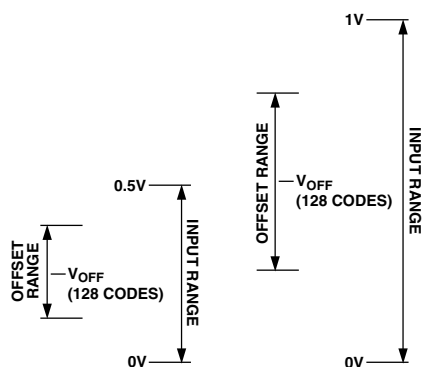 OFFSET
RANGE
V_OFF
(128 CODES)
0.5V
INPUT RANGE
0V
OFFSET RANGE
V_OFF
(128 CODES)
1V
INPUT RANGE
0V